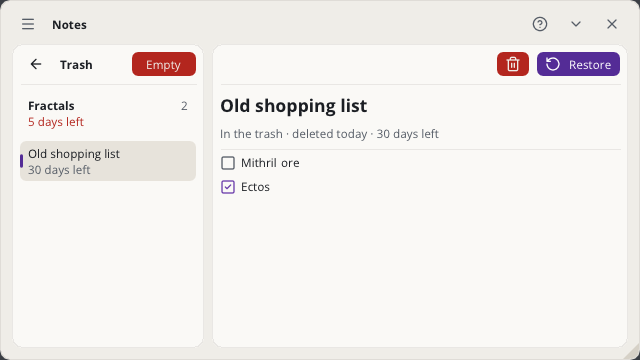 Notes
Trash
Empty
Fractals 2
5 days left
Old shopping list
30 days left
Restore
Old shopping list
In the trash · deleted today · 30 days left
Mithril ore
Ectos